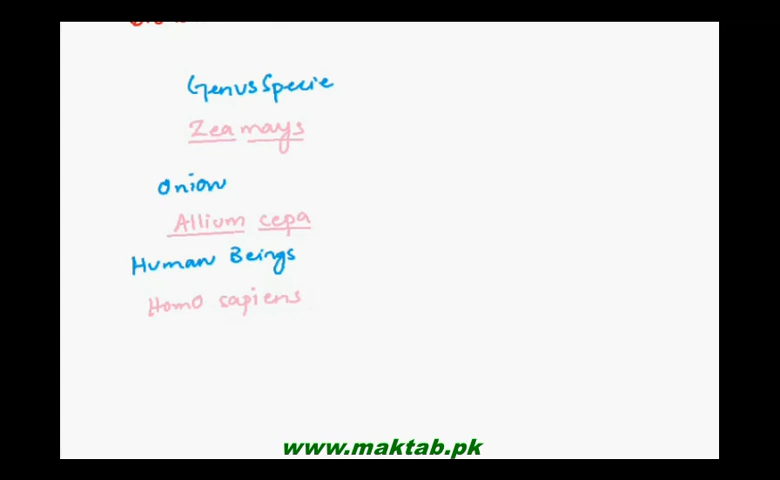 Genus Specie
Zea mays
Onion
Allium cepa
Human Beings
Homo sapiens
www.maktab.pk